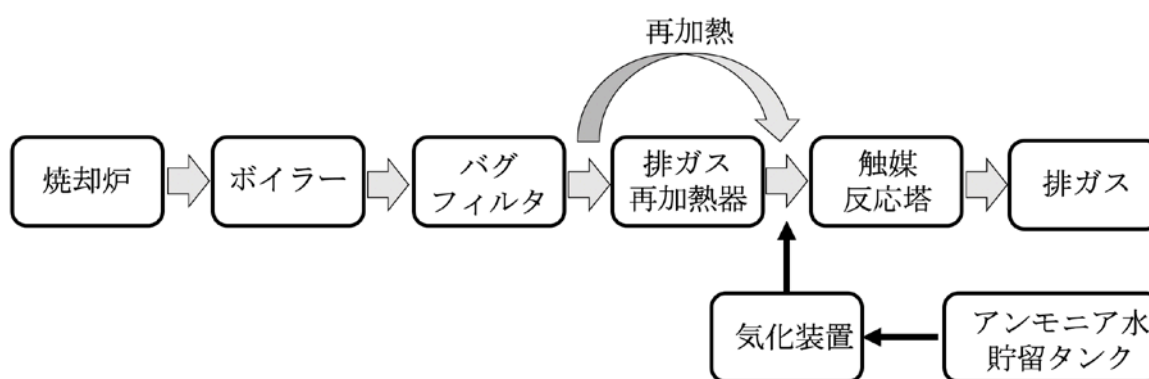 再加熱
焼却炉
ボイラー
バグ
フィルタ
排ガス
再加熱器
触媒
反応塔
排ガス
気化装置
アンモニア水
貯留タンク